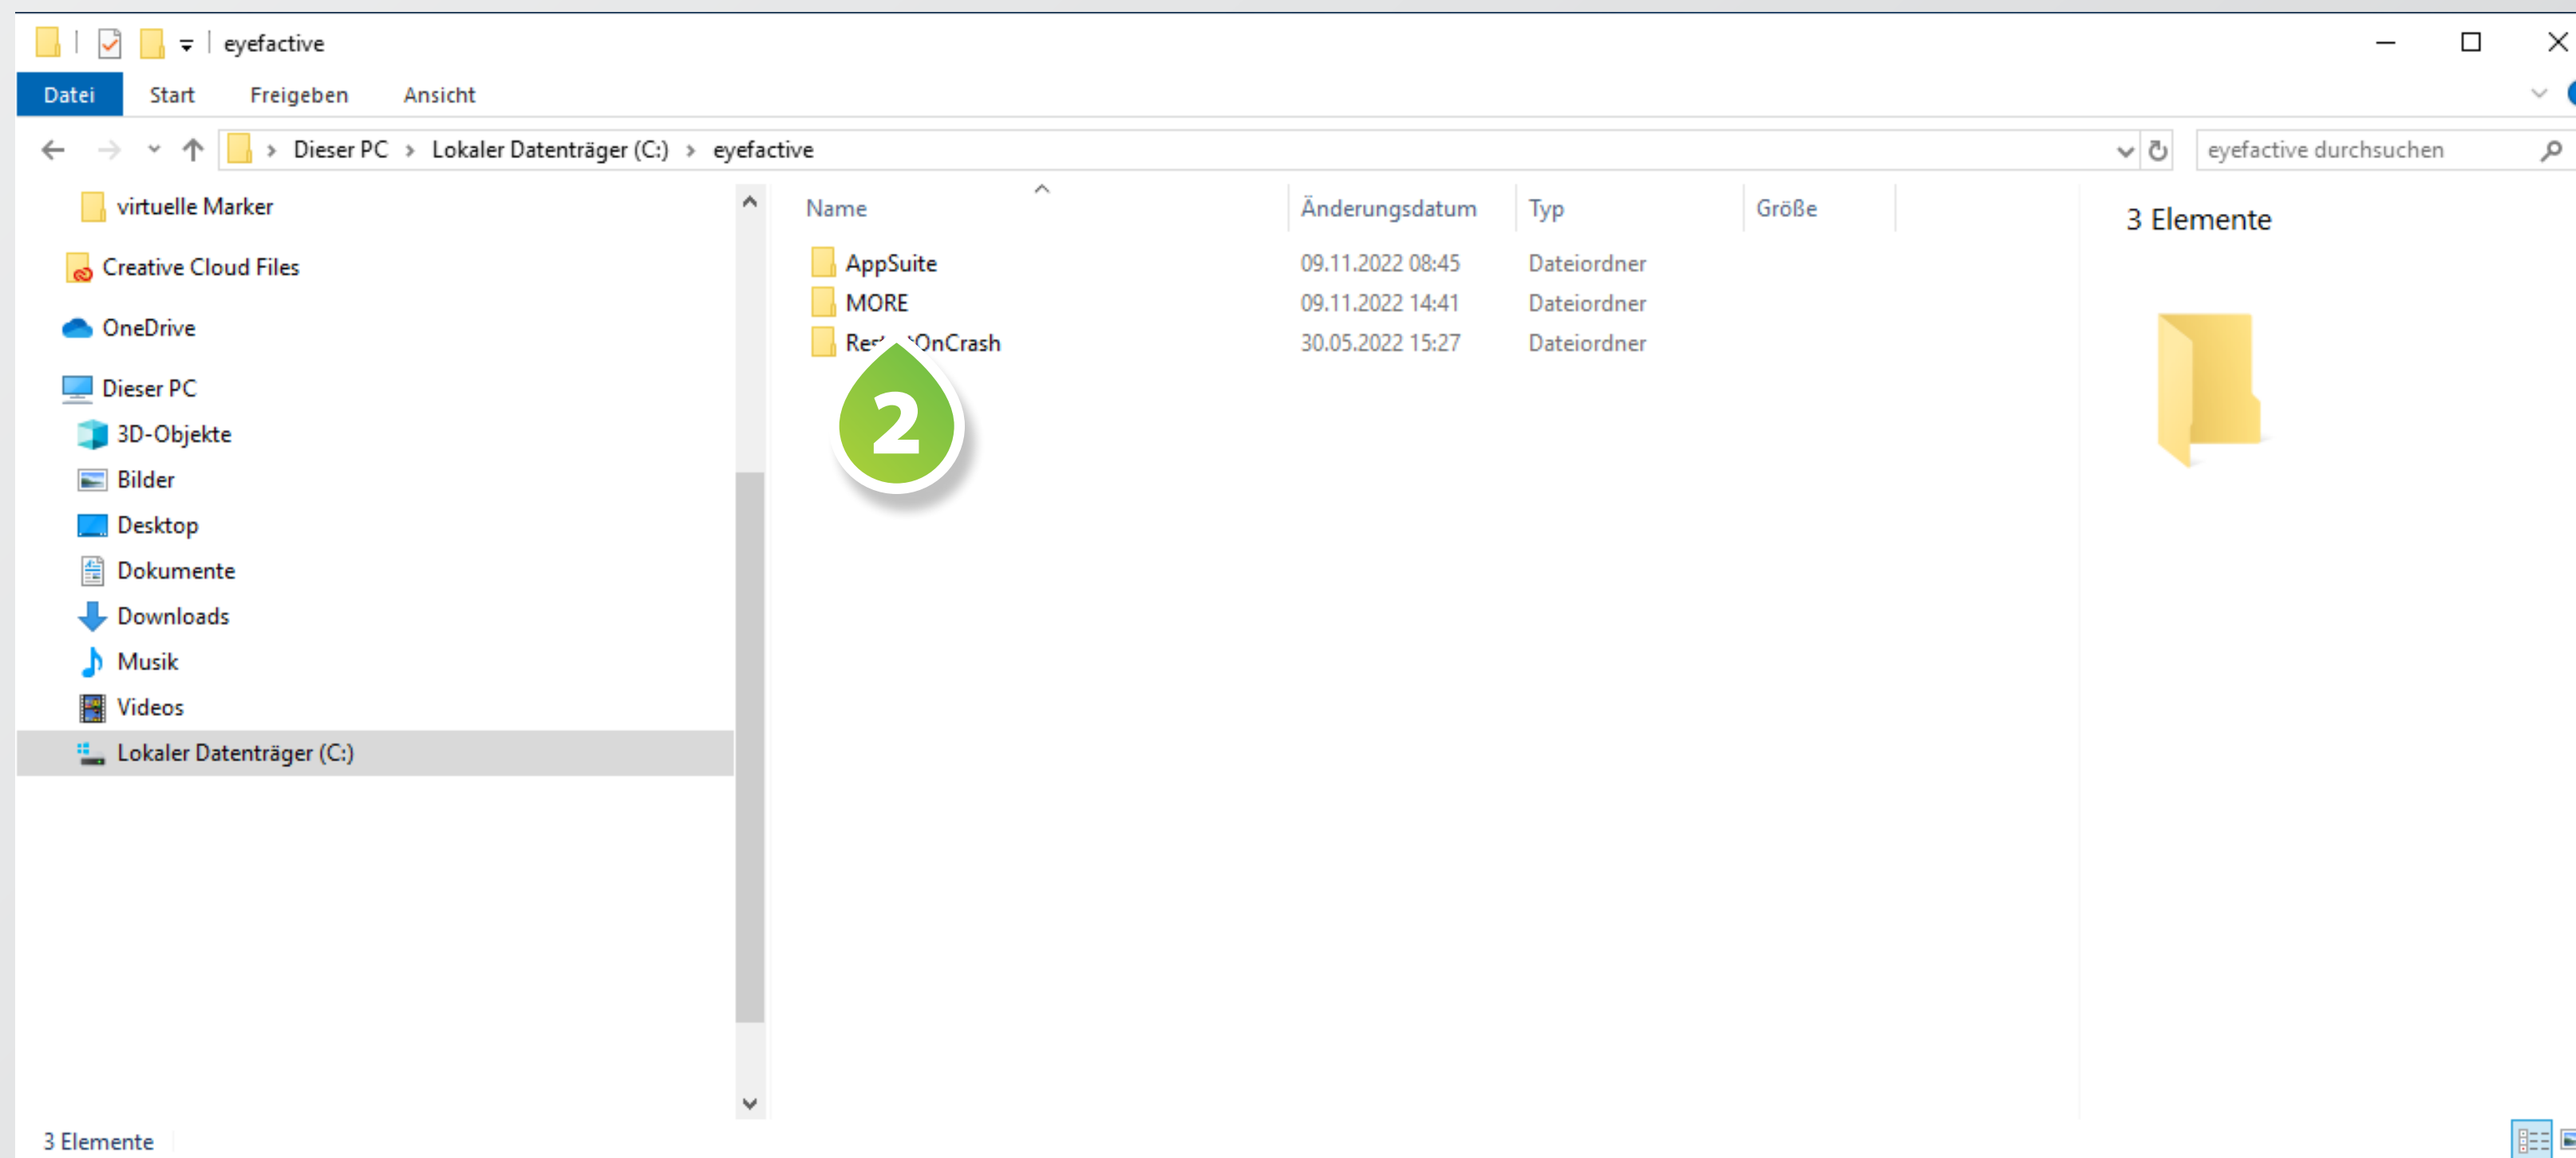 eyefactive
Datei Start Freigeben Ansicht
Dieser PC Lokaler Datenträger (C:) eyefactive
eyefactive durchsuchen
virtuelle Marker
Creative Cloud Files
OneDrive
Dieser PC
3D-Objekte
Bilder
Desktop
Dokumente
Downloads
Musik
Videos
Lokaler Datenträger (C:)
Name Änderungsdatum Typ Größe
AppSuite 09.11.2022 08:45 Dateiordner
MORE 09.11.2022 14:41 Dateiordner
RestartOnCrash 30.05.2022 15:27 Dateiordner
2
3 Elemente
3 Elemente